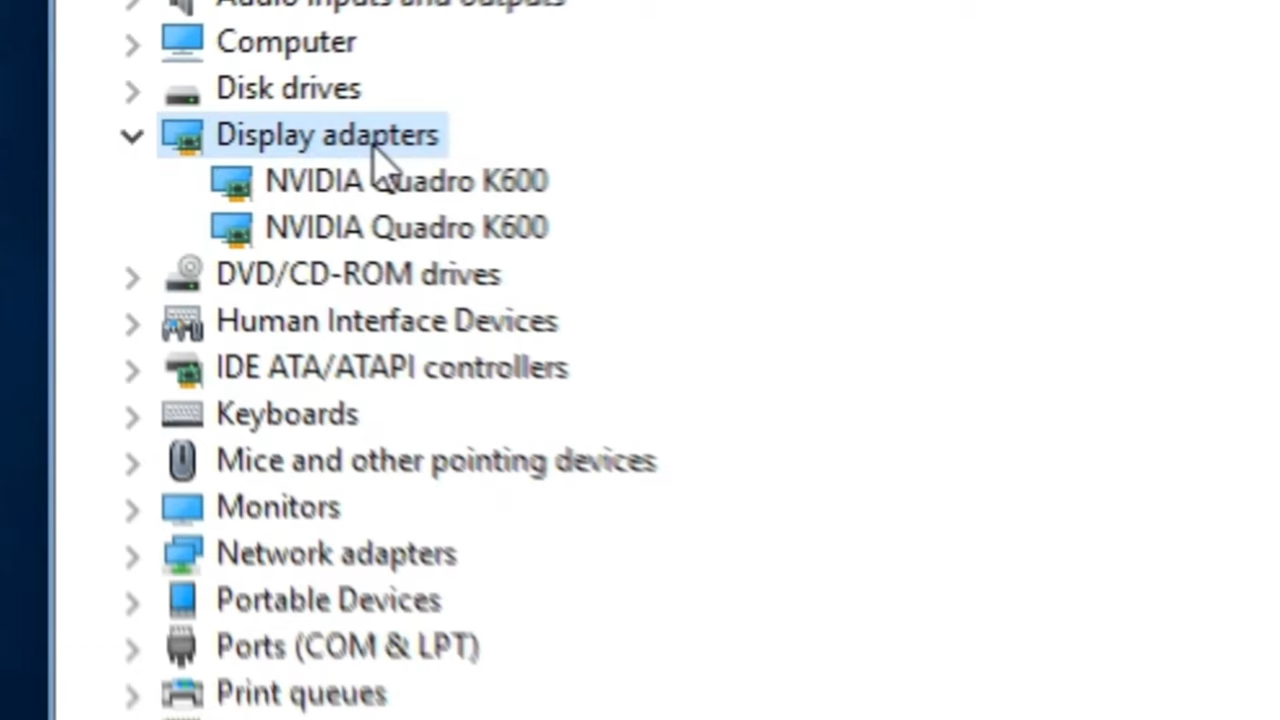 Audio inputs and outputs
Computer
Disk drives
Display adapters
NVIDIA Quadro K600
NVIDIA Quadro K600
DVD/CD-ROM drives
Human Interface Devices
IDE ATA/ATAPI controllers
Keyboards
Mice and other pointing devices
Monitors
Network adapters
Portable Devices
Ports (COM & LPT)
Print queues